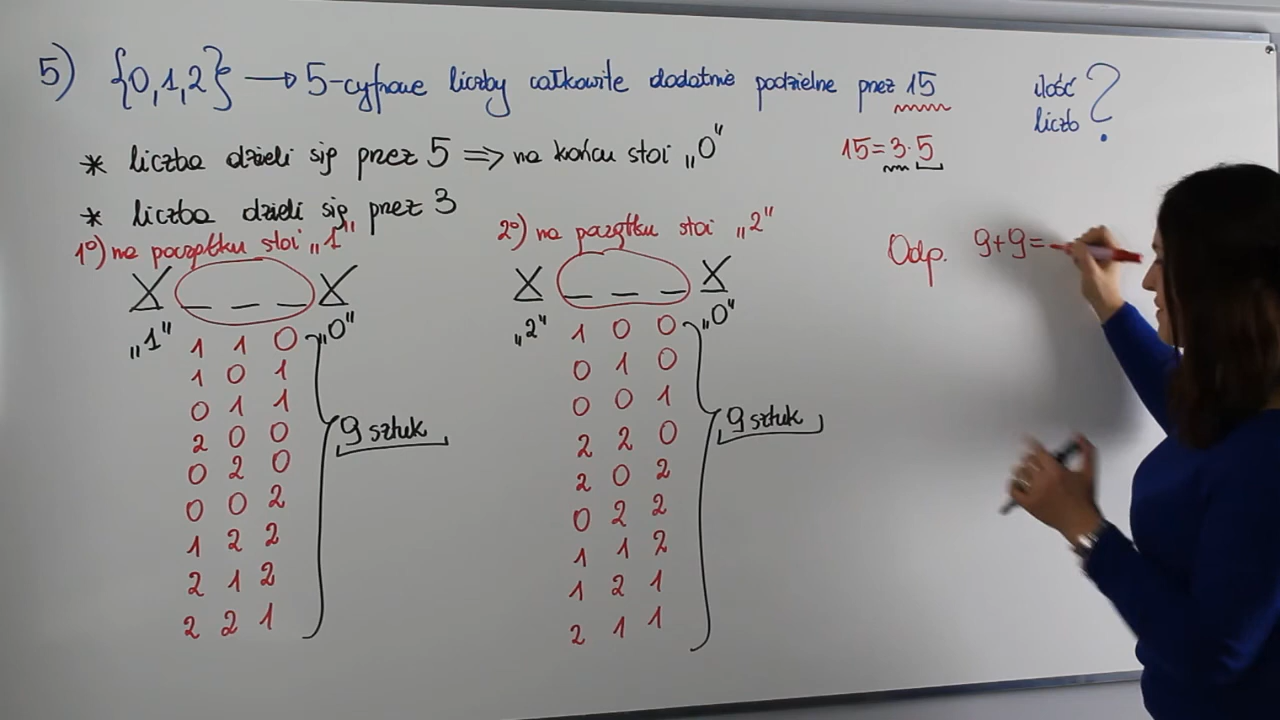 5) {0,1,2} → 5-cyfrowe liczby całkowite dodatnie podzielne przez 15
ilość liczb ?
* liczba dzieli się przez 5 => na końcu stoi „0"
15=3·5
* liczba dzieli się przez 3
1°) na początku stoi „1"
X _ _ _ X
„1" „0"
1 1 0
1 0 1
0 1 1
2 0 0
0 2 0
0 0 2
1 2 2
2 1 2
2 2 1
9 sztuk
2°) na początku stoi „2"
X _ _ _ X
„2" „0"
1 0 0
0 1 0
0 0 1
2 2 0
2 0 2
0 2 2
1 1 2
1 2 1
2 1 1
9 sztuk
Odp. 9+9=